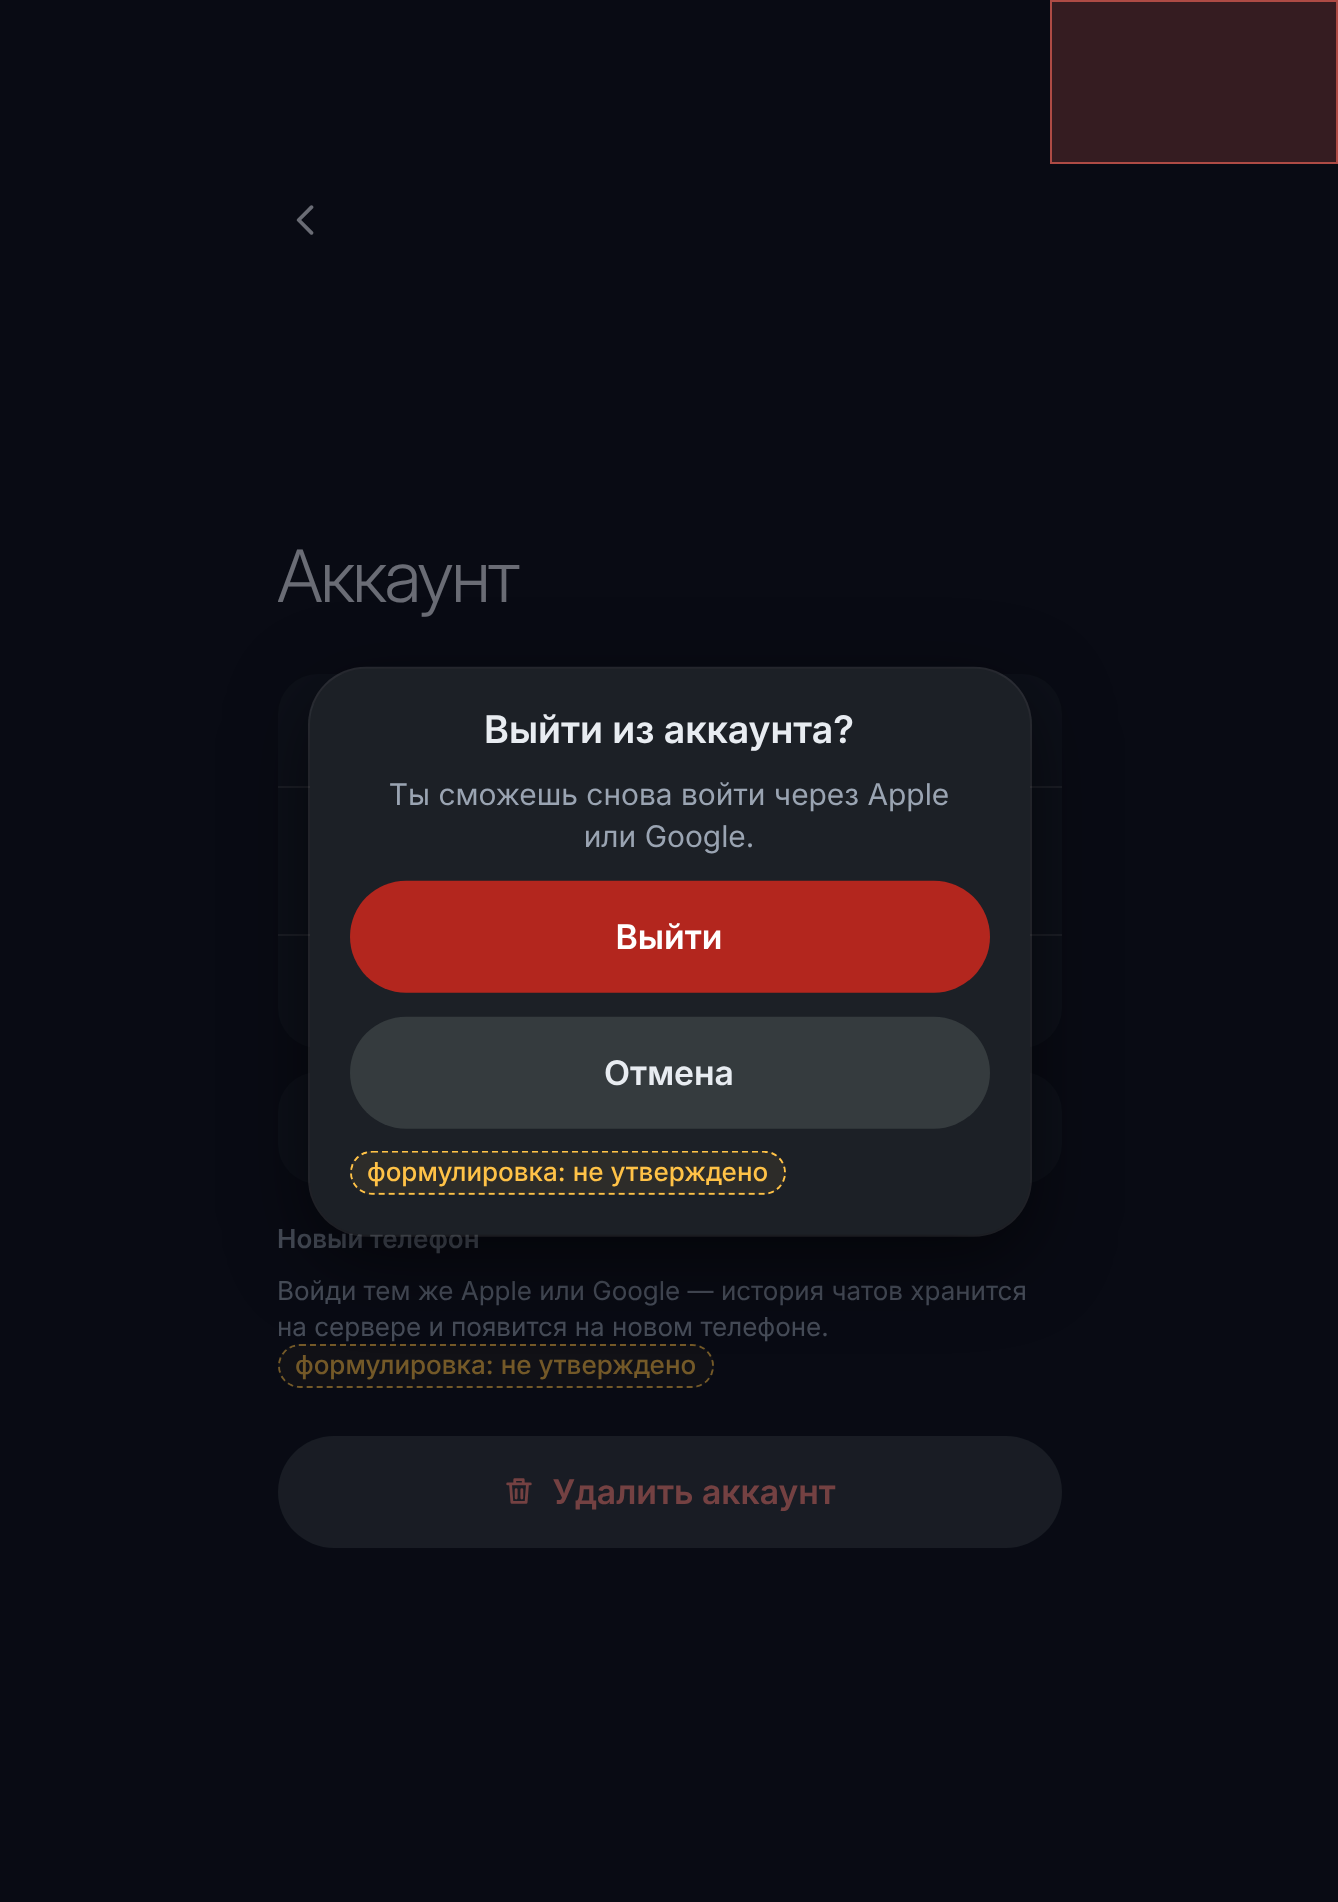 Аккаунт
Выйти из аккаунта?
Ты сможешь снова войти через Apple
или Google.
Выйти
Отмена
формулировка: не утверждено
Новый телефон
Войди тем же Apple или Google — история чатов хранится
на сервере и появится на новом телефоне.
формулировка: не утверждено
Удалить аккаунт